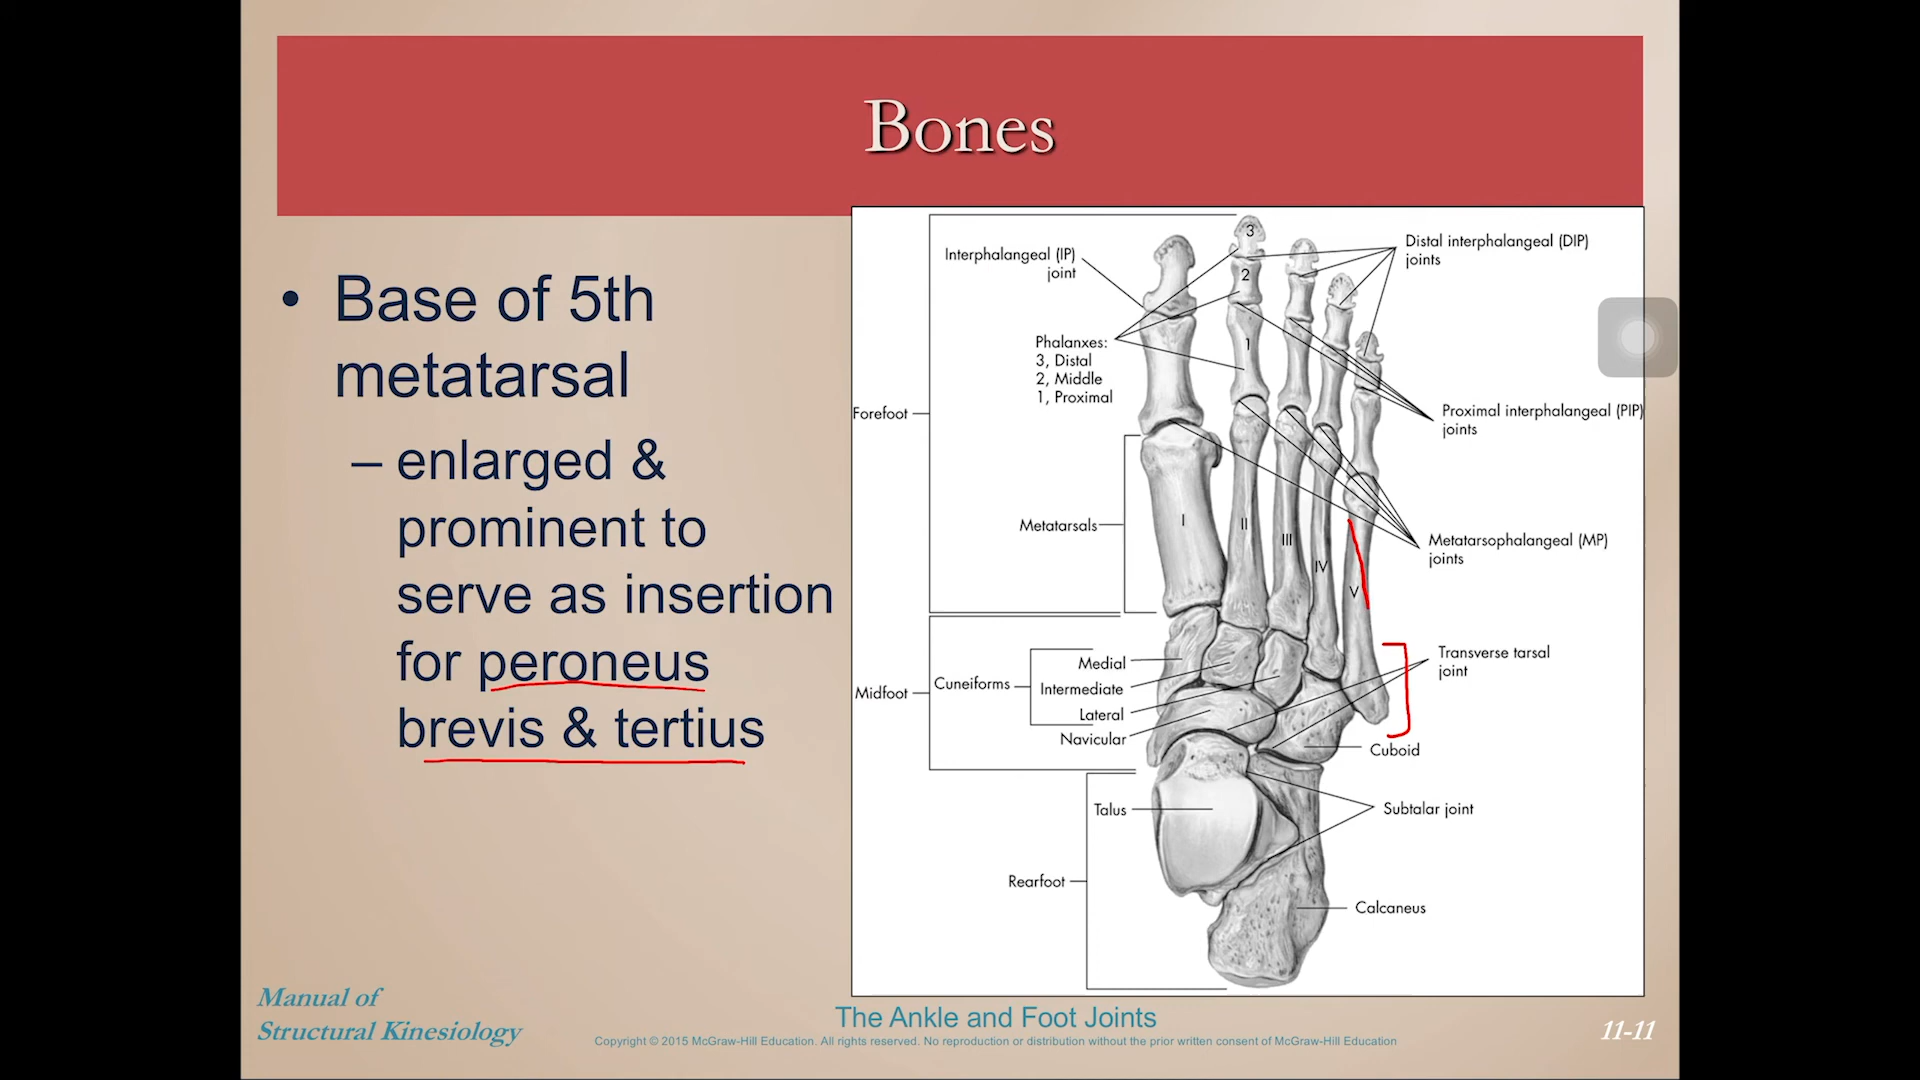 Bones
• Base of 5th
metatarsal
– enlarged &
prominent to
serve as insertion
for peroneus
brevis & tertius
Interphalangeal (IP)
joint
Phalanxes:
3, Distal
2, Middle
1, Proximal
Forefoot
Metatarsals
Midfoot
Cuneiforms
Medial
Intermediate
Lateral
Navicular
Talus
Rearfoot
3
2
1
I
II
III
IV
V
Distal interphalangeal (DIP)
joints
Proximal interphalangeal (PIP)
joints
Metatarsophalangeal (MP)
joints
Transverse tarsal
joint
Cuboid
Subtalar joint
Calcaneus
Manual of
Structural Kinesiology
The Ankle and Foot Joints
Copyright © 2015 McGraw-Hill Education. All rights reserved. No reproduction or distribution without the prior written consent of McGraw-Hill Education
11-11